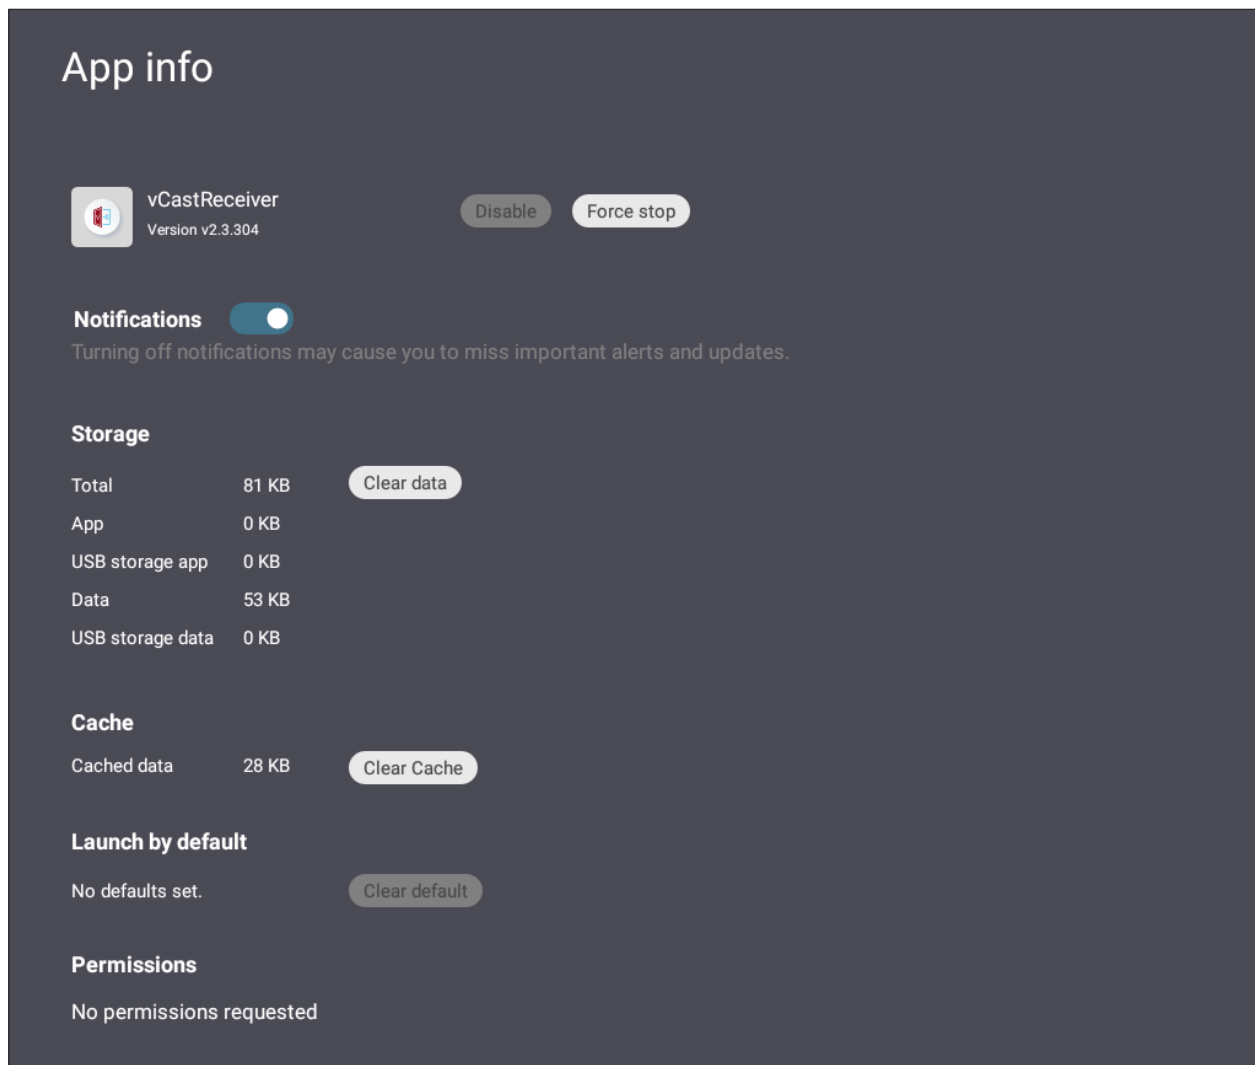 App info
vCastReceiver
Version v2.3.304
Disable
Force stop
Notifications
Turning off notifications may cause you to miss important alerts and updates.
Storage
Total 81 KB Clear data
App 0 KB
USB storage app 0 KB
Data 53 KB
USB storage data 0 KB
Cache
Cached data 28 KB Clear Cache
Launch by default
No defaults set. Clear default
Permissions
No permissions requested